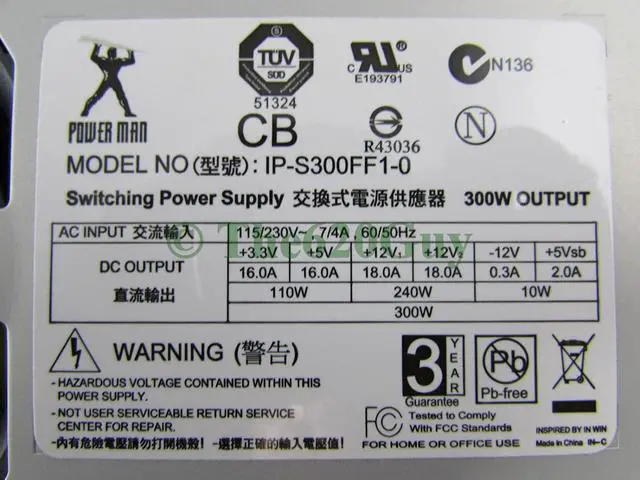 POWER MAN
TÜV
SÜD
51324
C UR US
E193791
N136
CB
R43036
N
MODEL NO (型號): IP-S300FF1-0
Switching Power Supply 交換式電源供應器 300W OUTPUT
AC INPUT 交流輸入 115/230V~, 7/4A, 60/50Hz
© The620Guy
DC OUTPUT
直流輸出
+3.3V +5V +12V₁ +12V₂ -12V +5Vsb
16.0A 16.0A 18.0A 18.0A 0.3A 2.0A
110W 240W 10W
300W
WARNING (警告)
- HAZARDOUS VOLTAGE CONTAINED WITHIN THIS
POWER SUPPLY.
- NOT USER SERVICEABLE RETURN SERVICE
CENTER FOR REPAIR.
-內有危險電壓請勿打開機殼! -選擇正確的輸入電壓值!
3 YEAR
Guarantee
Pb
Pb-free
FC Tested to Comply
With FCC Standards
FOR HOME OR OFFICE USE
INSPIRED BY IN WIN
Made in China IN-C